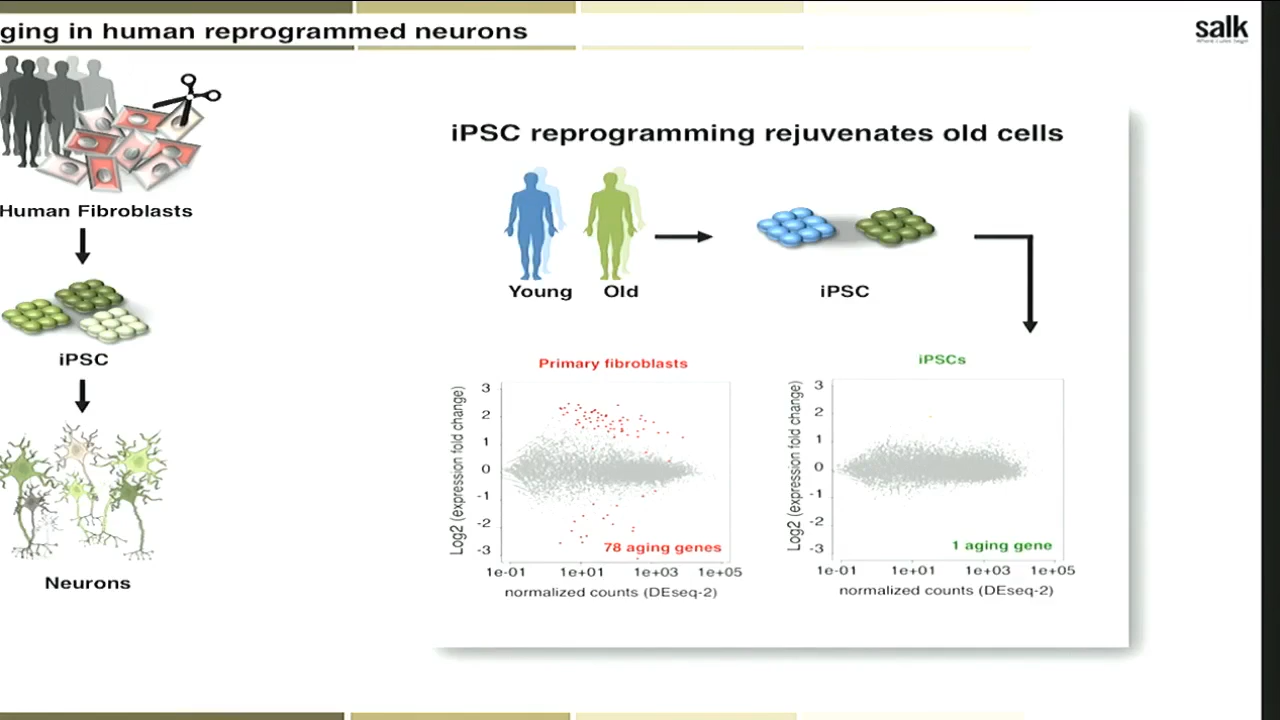 ging in human reprogrammed neurons
salk
Human Fibroblasts
iPSC
Neurons
iPSC reprogramming rejuvenates old cells
Young
Old
iPSC
Primary fibroblasts
Log2 (expression fold change)
3
2
1
0
-1
-2
-3
78 aging genes
1e-01
1e+01
1e+03
1e+05
normalized counts (DEseq-2)
iPSCs
Log2 (expression fold change)
3
2
1
0
-1
-2
-3
1 aging gene
1e-01
1e+01
1e+03
1e+05
normalized counts (DEseq-2)